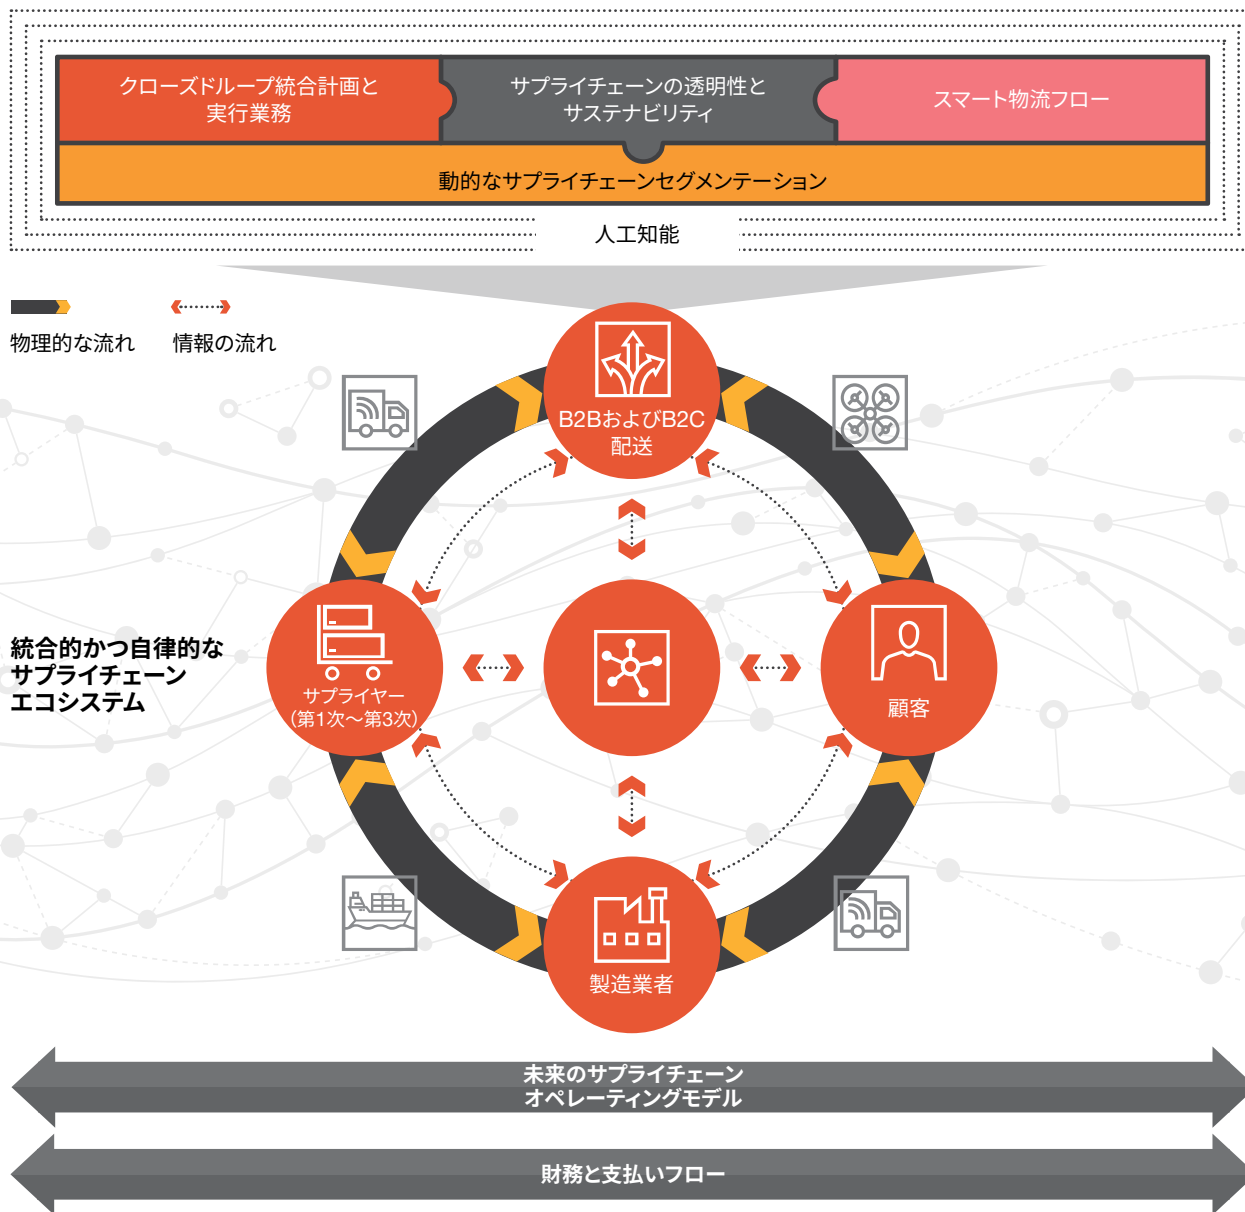 クローズドループ統合計画と
実行業務
サプライチェーンの透明性と
サステナビリティ
スマート物流フロー
動的なサプライチェーンセグメンテーション
人工知能
物理的な流れ
情報の流れ
B2BおよびB2C
配送
統合的かつ自律的な
サプライチェーン
エコシステム
サプライヤー
(第1次～第3次)
顧客
製造業者
未来のサプライチェーン
オペレーティングモデル
財務と支払いフロー